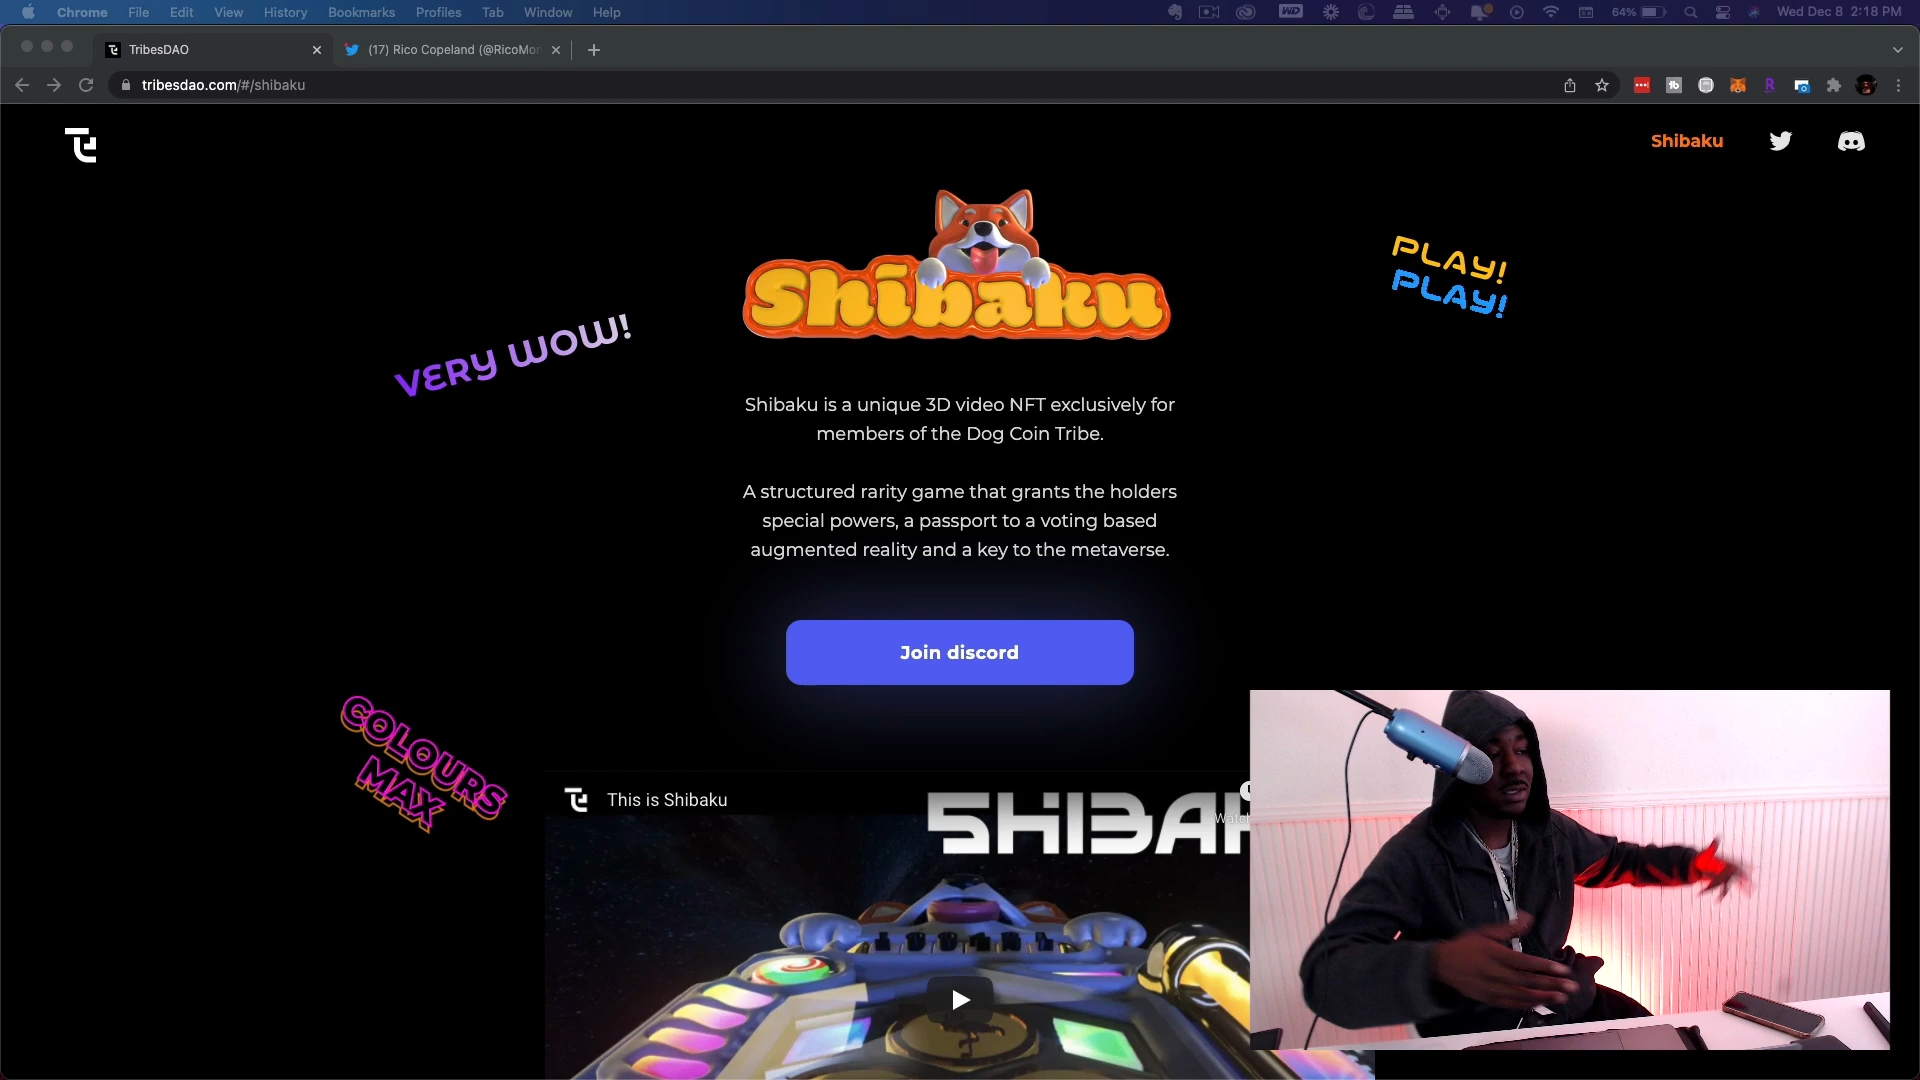 Chrome File Edit View History Bookmarks Profiles Tab Window Help
64% Wed Dec 8 2:18 PM
TribesDAO
(17) Rico Copeland (@RicoMon
tribesdao.com/#/shibaku
Shibaku
Shibaku
PLAY!
PLAY!
VERY WOW!
Shibaku is a unique 3D video NFT exclusively for
members of the Dog Coin Tribe.
A structured rarity game that grants the holders
special powers, a passport to a voting based
augmented reality and a key to the metaverse.
Join discord
COLOURS
MAX
This is Shibaku
SHIBAK
Watch